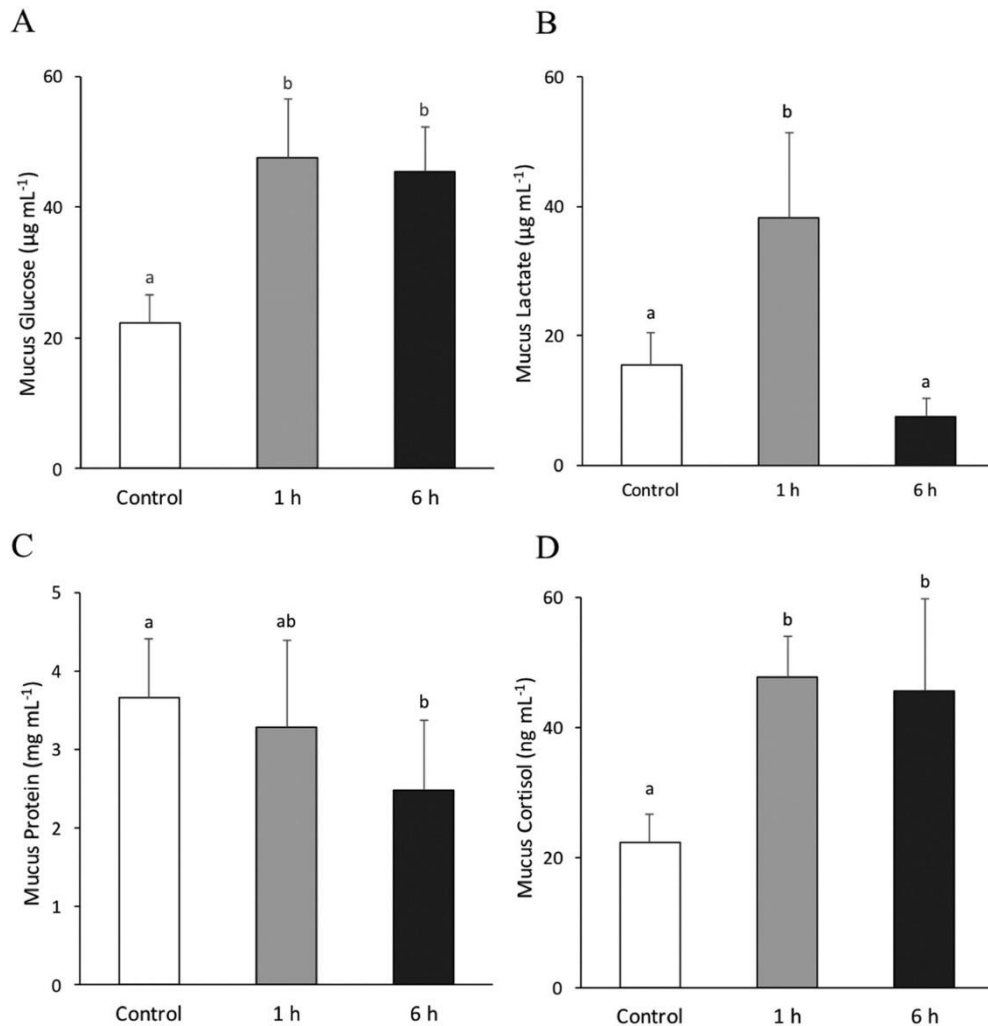 A
Mucus Glucose (µg mL⁻¹)
60
40
20
0
a
b
b
Control
1 h
6 h
B
Mucus Lactate (µg mL⁻¹)
60
40
20
0
a
b
a
Control
1 h
6 h
C
Mucus Protein (mg mL⁻¹)
5
4
3
2
1
0
a
ab
b
Control
1 h
6 h
D
Mucus Cortisol (ng mL⁻¹)
60
40
20
0
a
b
b
Control
1 h
6 h